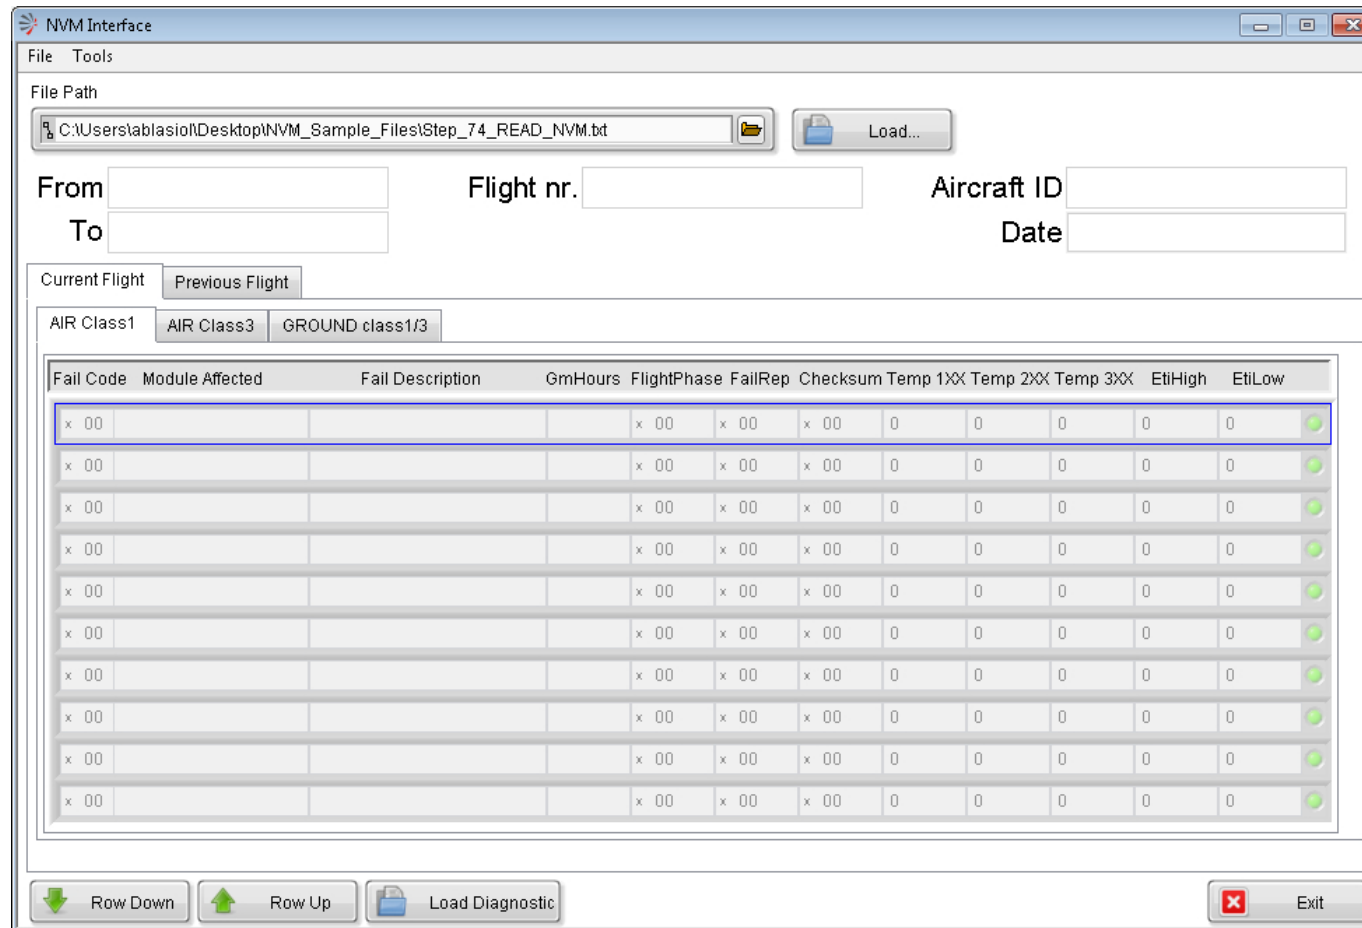 NVM Interface
File Tools
File Path
C:\Users\ablasiol\Desktop\NVM_Sample_Files\Step_74_READ_NVM.txt Load...
From Flight nr. Aircraft ID
To Date
Current Flight Previous Flight
AIR Class1 AIR Class3 GROUND class1/3
Fail Code Module Affected Fail Description GmHours FlightPhase FailRep Checksum Temp 1XX Temp 2XX Temp 3XX EtiHigh EtiLow
x 00 x 00 x 00 x 00 0 0 0 0 0
x 00 x 00 x 00 x 00 0 0 0 0 0
x 00 x 00 x 00 x 00 0 0 0 0 0
x 00 x 00 x 00 x 00 0 0 0 0 0
x 00 x 00 x 00 x 00 0 0 0 0 0
x 00 x 00 x 00 x 00 0 0 0 0 0
x 00 x 00 x 00 x 00 0 0 0 0 0
x 00 x 00 x 00 x 00 0 0 0 0 0
x 00 x 00 x 00 x 00 0 0 0 0 0
x 00 x 00 x 00 x 00 0 0 0 0 0
Row Down Row Up Load Diagnostic Exit